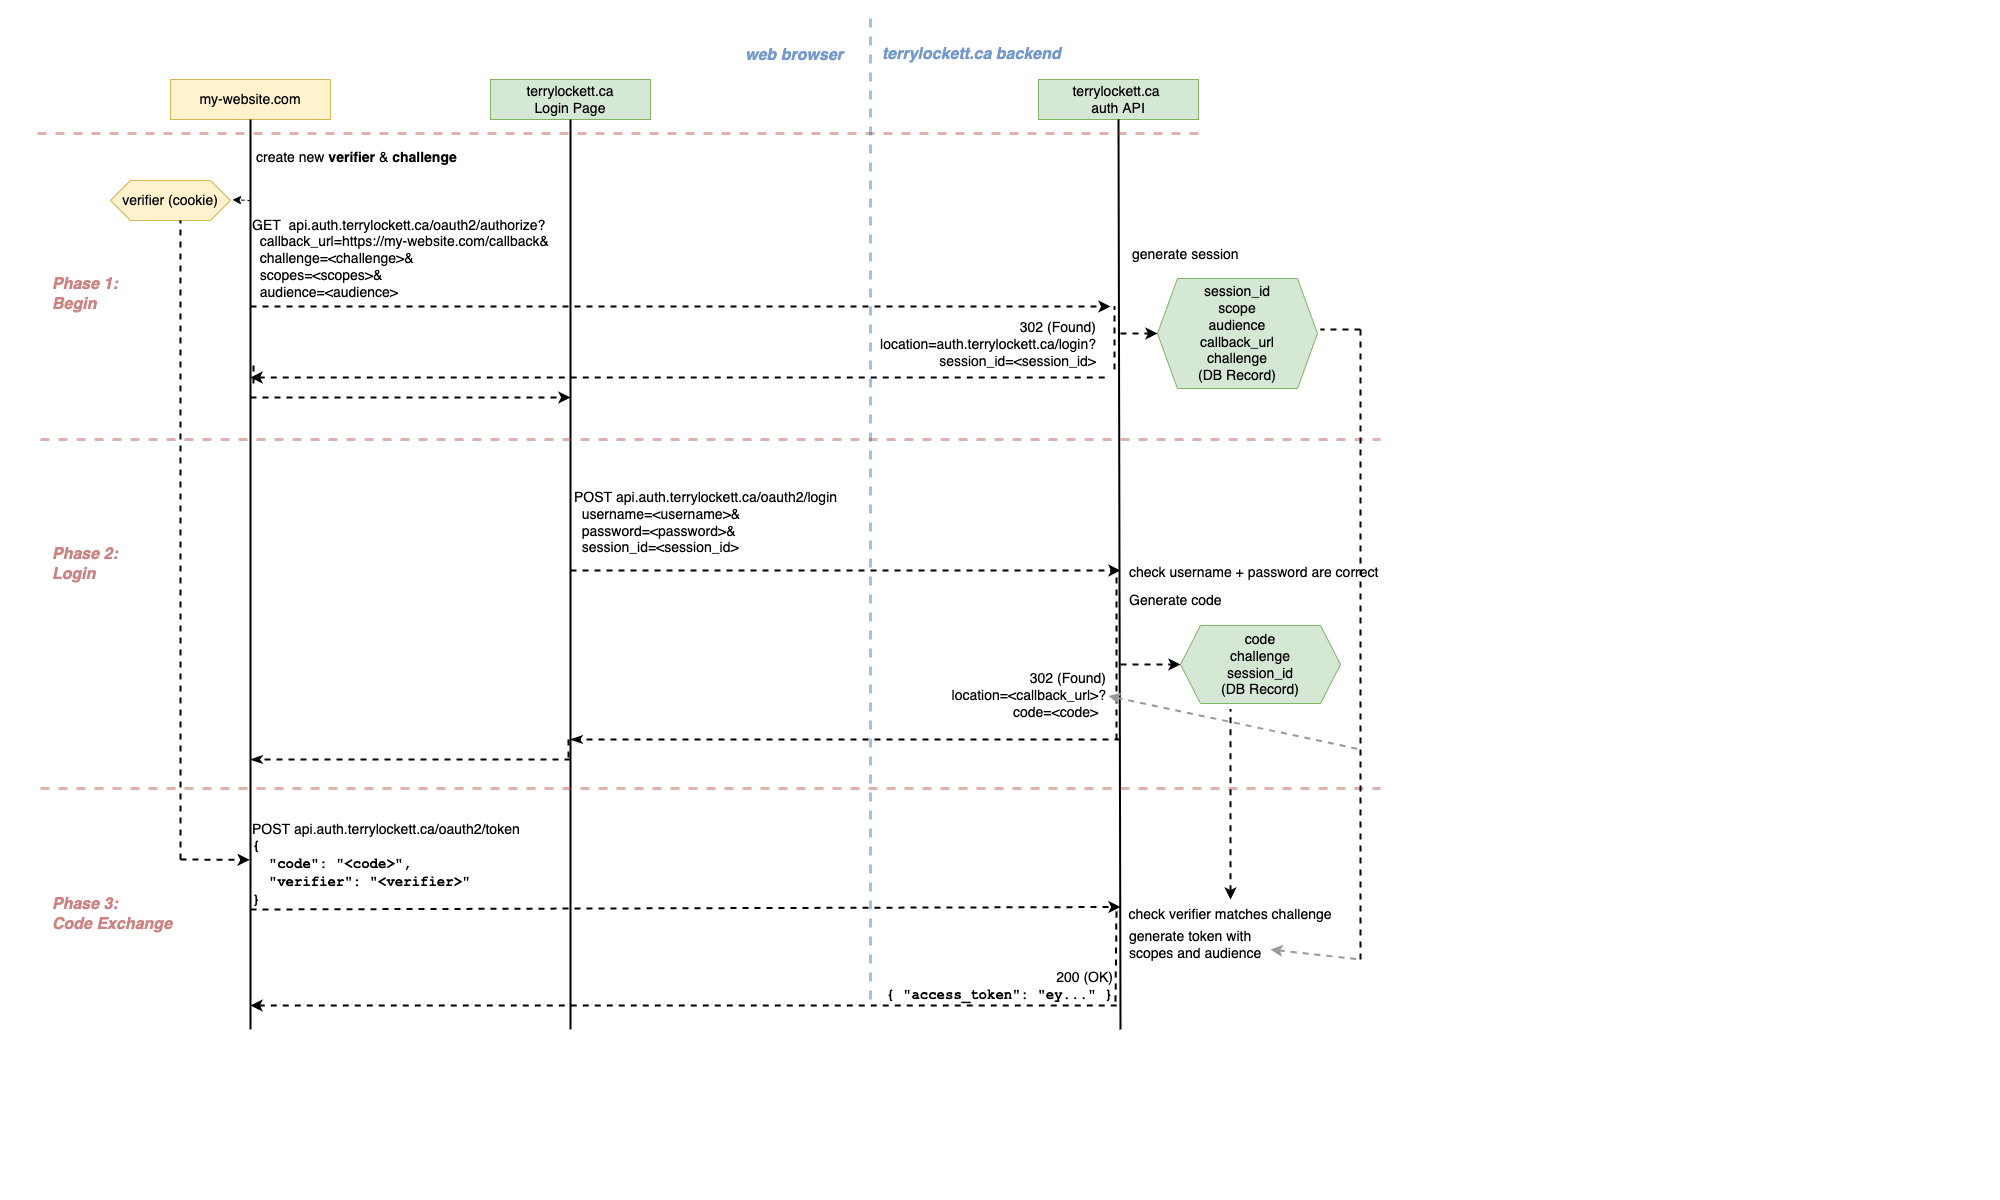 web browser
terrylockett.ca backend
my-website.com
terrylockett.ca
Login Page
terrylockett.ca
auth API
create new verifier & challenge
verifier (cookie)
GET  api.auth.terrylockett.ca/oauth2/authorize?
callback_url=https://my-website.com/callback&
challenge=<challenge>&
scopes=<scopes>&
audience=<audience>
generate session
Phase 1:
Begin
session_id
scope
audience
callback_url
challenge
(DB Record)
302 (Found)
location=auth.terrylockett.ca/login?
session_id=<session_id>
POST api.auth.terrylockett.ca/oauth2/login
username=<username>&
password=<password>&
session_id=<session_id>
Phase 2:
Login
check username + password are correct
Generate code
code
challenge
session_id
(DB Record)
302 (Found)
location=<callback_url>?
code=<code>
POST api.auth.terrylockett.ca/oauth2/token
{
"code": "<code>",
"verifier": "<verifier>"
}
Phase 3:
Code Exchange
check verifier matches challenge
generate token with
scopes and audience
200 (OK)
{ "access_token": "ey..." }